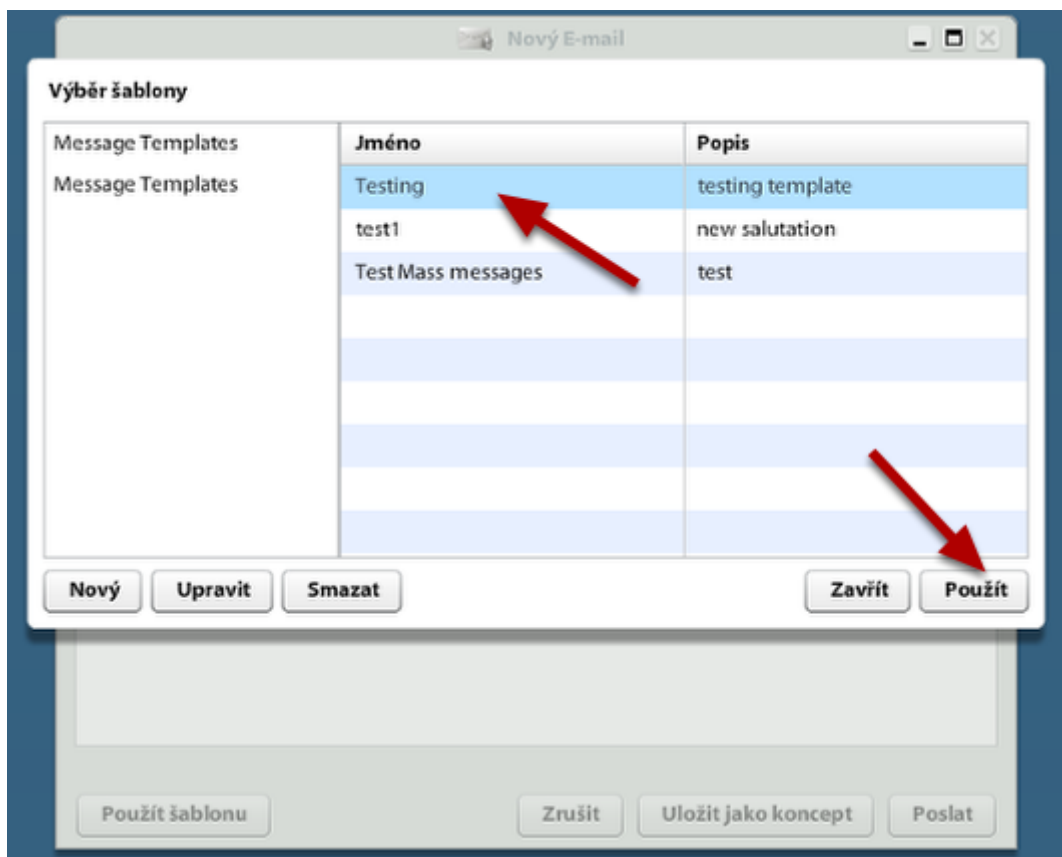 Nový E-mail
Výběr šablony
Message Templates
Message Templates
Jméno Popis
Testing testing template
test1 new salutation
Test Mass messages test
Nový Upravit Smazat Zavřít Použít
Použít šablonu Zrušit Uložit jako koncept Poslat